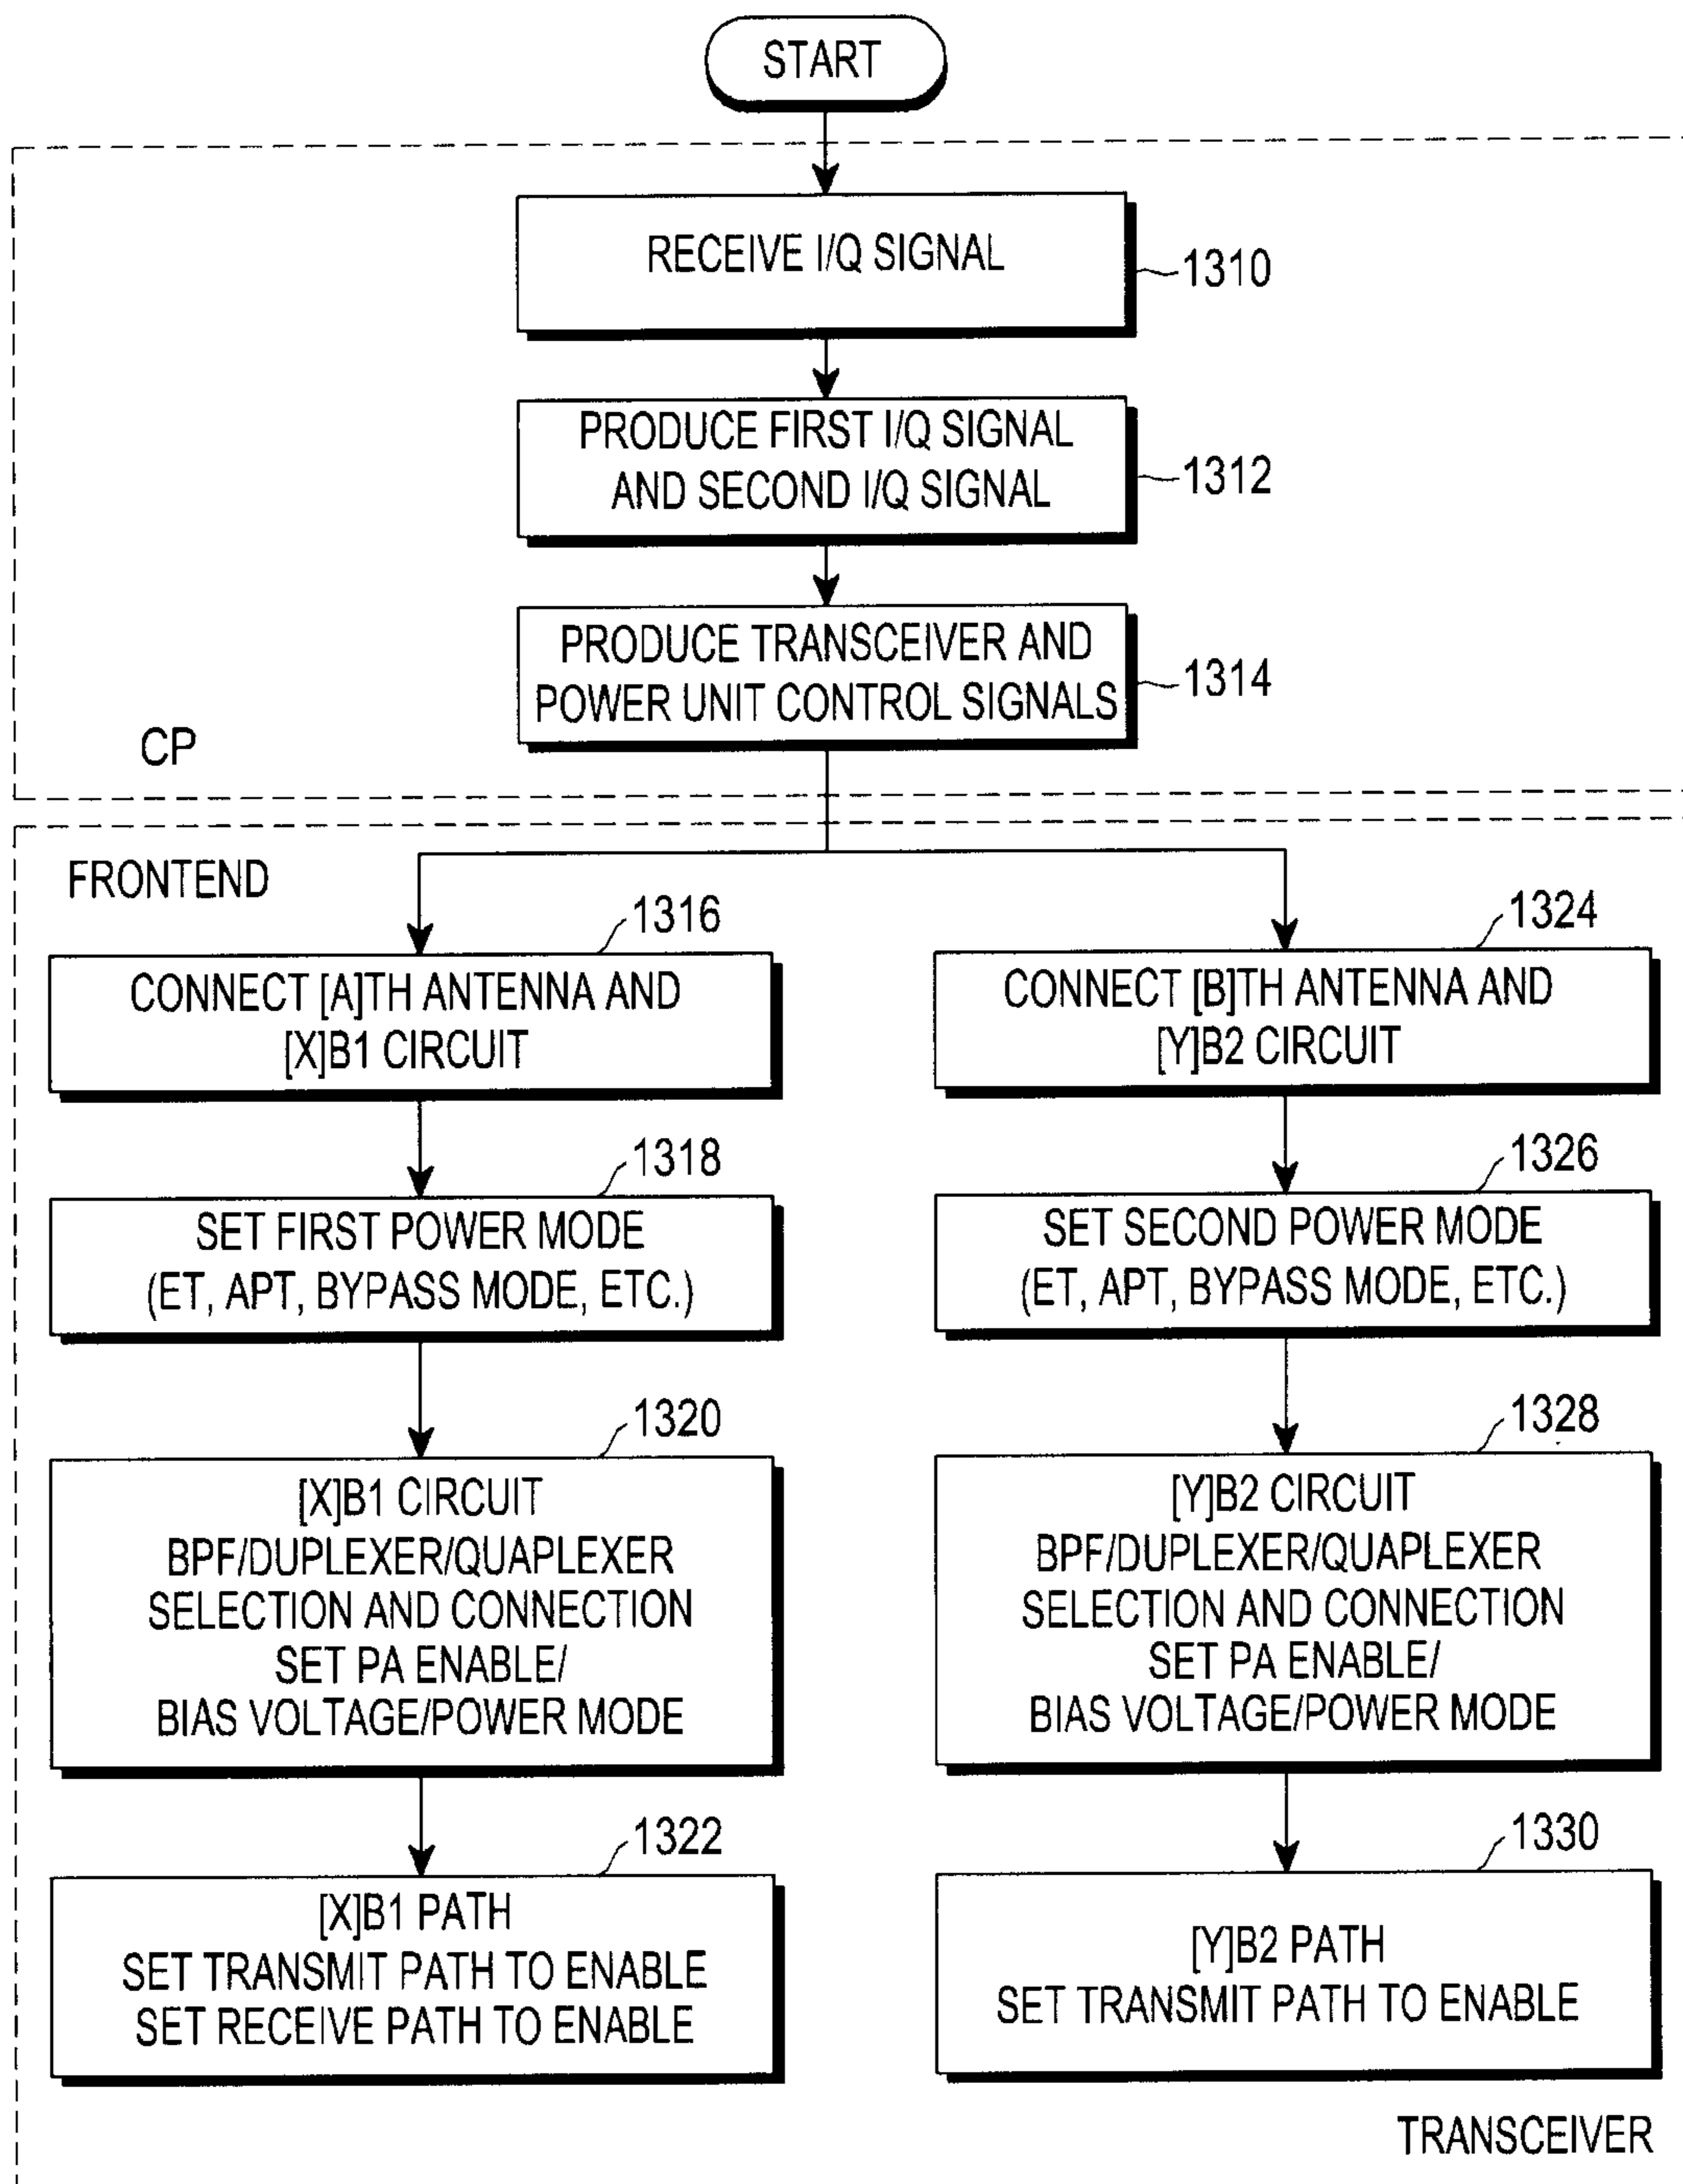 START
RECEIVE I/Q SIGNAL
1310
PRODUCE FIRST I/Q SIGNAL
AND SECOND I/Q SIGNAL
1312
PRODUCE TRANSCEIVER AND
POWER UNIT CONTROL SIGNALS
1314
CP
FRONTEND
1316
CONNECT [A]TH ANTENNA AND
[X]B1 CIRCUIT
1318
SET FIRST POWER MODE
(ET, APT, BYPASS MODE, ETC.)
1320
[X]B1 CIRCUIT
BPF/DUPLEXER/QUAPLEXER
SELECTION AND CONNECTION
SET PA ENABLE/
BIAS VOLTAGE/POWER MODE
1322
[X]B1 PATH
SET TRANSMIT PATH TO ENABLE
SET RECEIVE PATH TO ENABLE
1324
CONNECT [B]TH ANTENNA AND
[Y]B2 CIRCUIT
1326
SET SECOND POWER MODE
(ET, APT, BYPASS MODE, ETC.)
1328
[Y]B2 CIRCUIT
BPF/DUPLEXER/QUAPLEXER
SELECTION AND CONNECTION
SET PA ENABLE/
BIAS VOLTAGE/POWER MODE
1330
[Y]B2 PATH
SET TRANSMIT PATH TO ENABLE
TRANSCEIVER